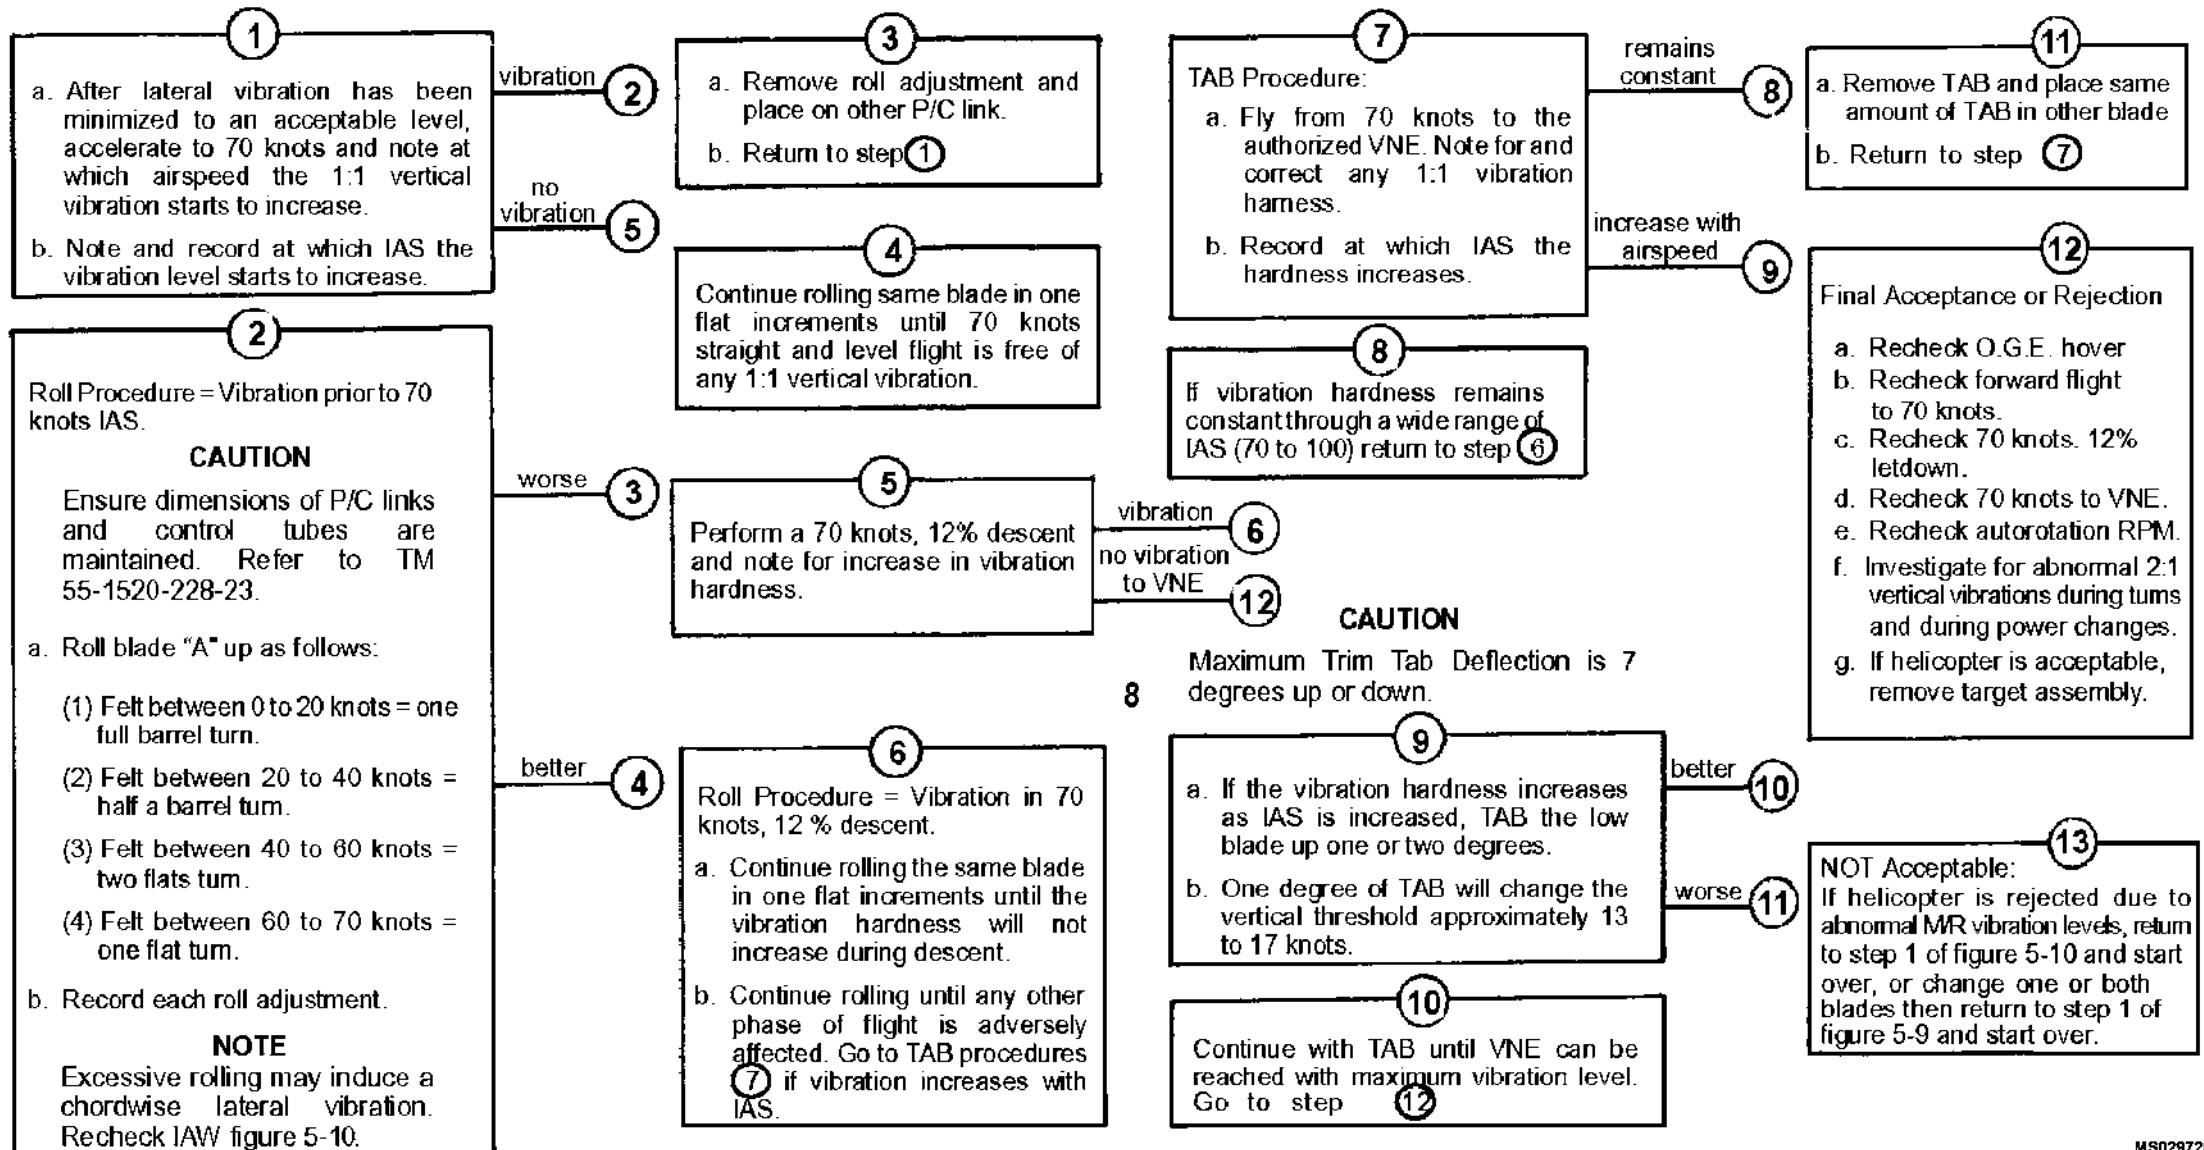 1
a. After lateral vibration has been
minimized to an acceptable level,
accelerate to 70 knots and note at
which airspeed the 1:1 vertical
vibration starts to increase.
b. Note and record at which IAS the
vibration level starts to increase.
vibration 2
no
vibration 5
2
Roll Procedure = Vibration prior to 70
knots IAS.
CAUTION
Ensure dimensions of P/C links
and control tubes are
maintained. Refer to TM
55-1520-228-23.
a. Roll blade "A" up as follows:
(1) Felt between 0 to 20 knots = one
full barrel turn.
(2) Felt between 20 to 40 knots =
half a barrel turn.
(3) Felt between 40 to 60 knots =
two flats turn.
(4) Felt between 60 to 70 knots =
one flat turn.
b. Record each roll adjustment.
NOTE
Excessive rolling may induce a
chordwise lateral vibration.
Recheck IAW figure 5-10.
worse 3
better 4
3
a. Remove roll adjustment and
place on other P/C link.
b. Return to step 1
4
Continue rolling same blade in one
flat increments until 70 knots
straight and level flight is free of
any 1:1 vertical vibration.
5
Perform a 70 knots, 12% descent
and note for increase in vibration
hardness.
vibration 6
no vibration
to VNE 12
6
Roll Procedure = Vibration in 70
knots, 12 % descent.
a. Continue rolling the same blade
in one flat increments until the
vibration hardness will not
increase during descent.
b. Continue rolling until any other
phase of flight is adversely
affected. Go to TAB procedures
7 if vibration increases with
IAS.
7
TAB Procedure:
a. Fly from 70 knots to the
authorized VNE. Note for and
correct any 1:1 vibration
harness.
b. Record at which IAS the
hardness increases.
remains
constant 8
increase with
airspeed 9
8
If vibration hardness remains
constant through a wide range of
IAS (70 to 100) return to step 6
CAUTION
Maximum Trim Tab Deflection is 7
degrees up or down.
8
9
a. If the vibration hardness increases
as IAS is increased, TAB the low
blade up one or two degrees.
b. One degree of TAB will change the
vertical threshold approximately 13
to 17 knots.
better 10
worse 11
10
Continue with TAB until VNE can be
reached with maximum vibration level.
Go to step 12
11
a. Remove TAB and place same
amount of TAB in other blade
b. Return to step 7
12
Final Acceptance or Rejection
a. Recheck O.G.E. hover
b. Recheck forward flight
to 70 knots.
c. Recheck 70 knots. 12%
letdown.
d. Recheck 70 knots to VNE.
e. Recheck autorotation RPM.
f. Investigate for abnormal 2:1
vertical vibrations during turns
and during power changes.
g. If helicopter is acceptable,
remove target assembly.
13
NOT Acceptable:
If helicopter is rejected due to
abnormal M/R vibration levels, return
to step 1 of figure 5-10 and start
over, or change one or both
blades then return to step 1 of
figure 5-9 and start over.
MS02972